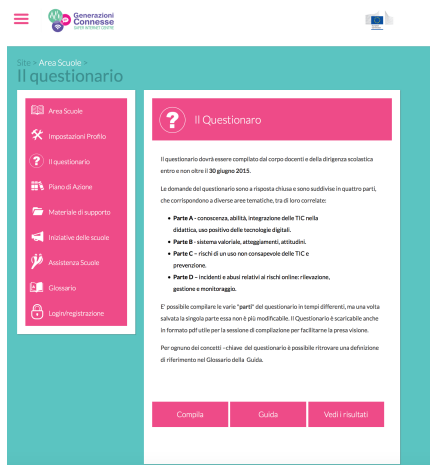 Generazioni
Connesse
SAFER INTERNET CENTRE
Site > Area Scuole >
Il questionario
Area Scuole
Impostazioni Profilo
Il questionario
Piano di Azione
Materiale di supporto
Iniziative delle scuole
Assistenza Scuole
Glossario
Login/registrazione
? Il Questionaro
Il questionario dovrà essere compilato dal corpo docenti e della dirigenza scolastica
entro e non oltre il 30 giugno 2015.
Le domande del questionario sono a risposta chiusa e sono suddivise in quattro parti,
che corrispondono a diverse aree tematiche, tra di loro correlate:
• Parte A - conoscenza, abilità, integrazione delle TIC nella
didattica, uso positivo delle tecnologie digitali.
• Parte B - sistema valoriale, atteggiamenti, attitudini.
• Parte C – rischi di un uso non consapevole delle TIC e
prevenzione.
• Parte D – incidenti e abusi relativi ai rischi online: rilevazione,
gestione e monitoraggio.
E' possibile compilare le varie "parti" del questionario in tempi differenti, ma una volta
salvata la singola parte essa non è più modificabile. Il Questionario è scaricabile anche
in formato pdf utile per la sessione di compilazione per facilitarne la presa visione.
Per ognuno dei concetti - chiave del questionario è possibile ritrovare una definizione
di riferimento nel Glossario della Guida.
Compila
Guida
Vedi i risultati